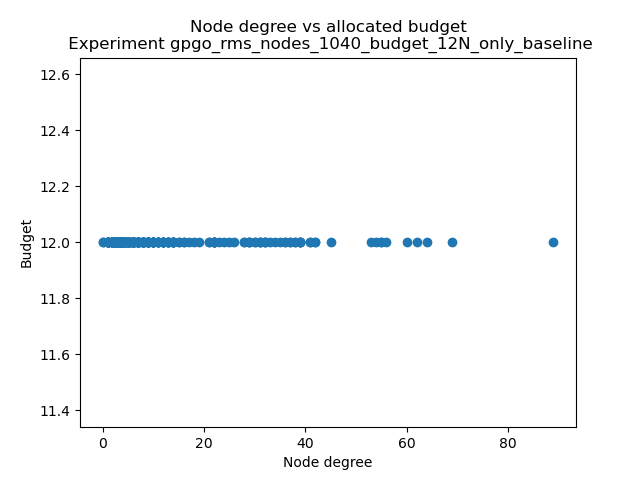 Node degree vs allocated budget
Experiment gpgo_rms_nodes_1040_budget_12N_only_baseline
12.6
12.4
12.2
12.0
11.8
11.6
11.4
Budget
0 20 40 60 80
Node degree